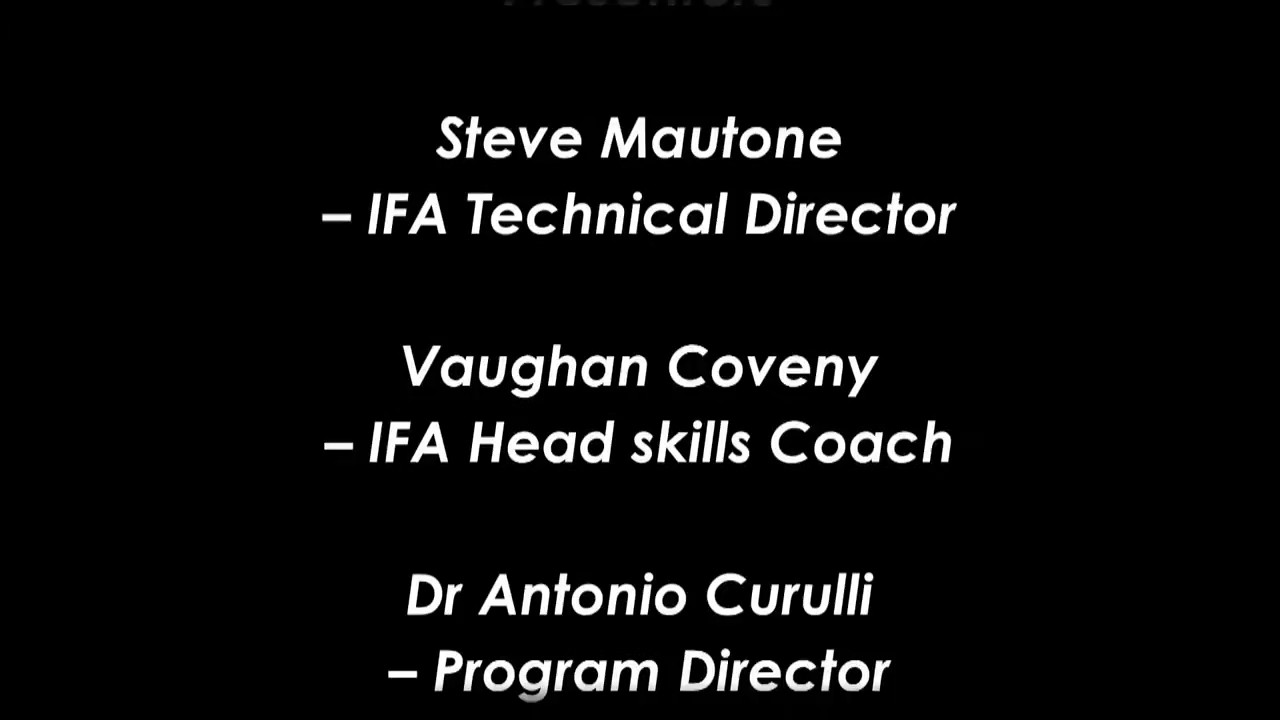 Steve Mautone
– IFA Technical Director
Vaughan Coveny
– IFA Head skills Coach
Dr Antonio Curulli
– Program Director